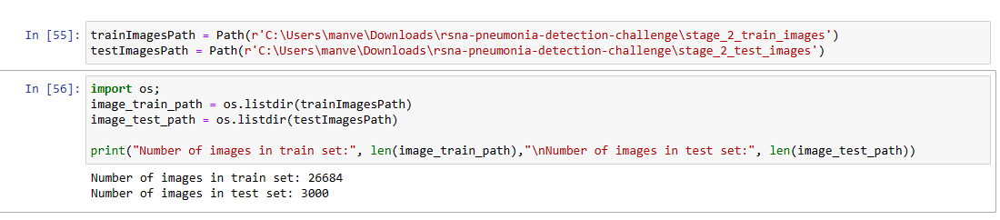 In [55]: trainImagesPath = Path(r'C:\Users\manve\Downloads\rsna-pneumonia-detection-challenge\stage_2_train_images')
testImagesPath = Path(r'C:\Users\manve\Downloads\rsna-pneumonia-detection-challenge\stage_2_test_images')
In [56]: import os;
image_train_path = os.listdir(trainImagesPath)
image_test_path = os.listdir(testImagesPath)
print("Number of images in train set:", len(image_train_path),"\nNumber of images in test set:", len(image_test_path))
Number of images in train set: 26684
Number of images in test set: 3000